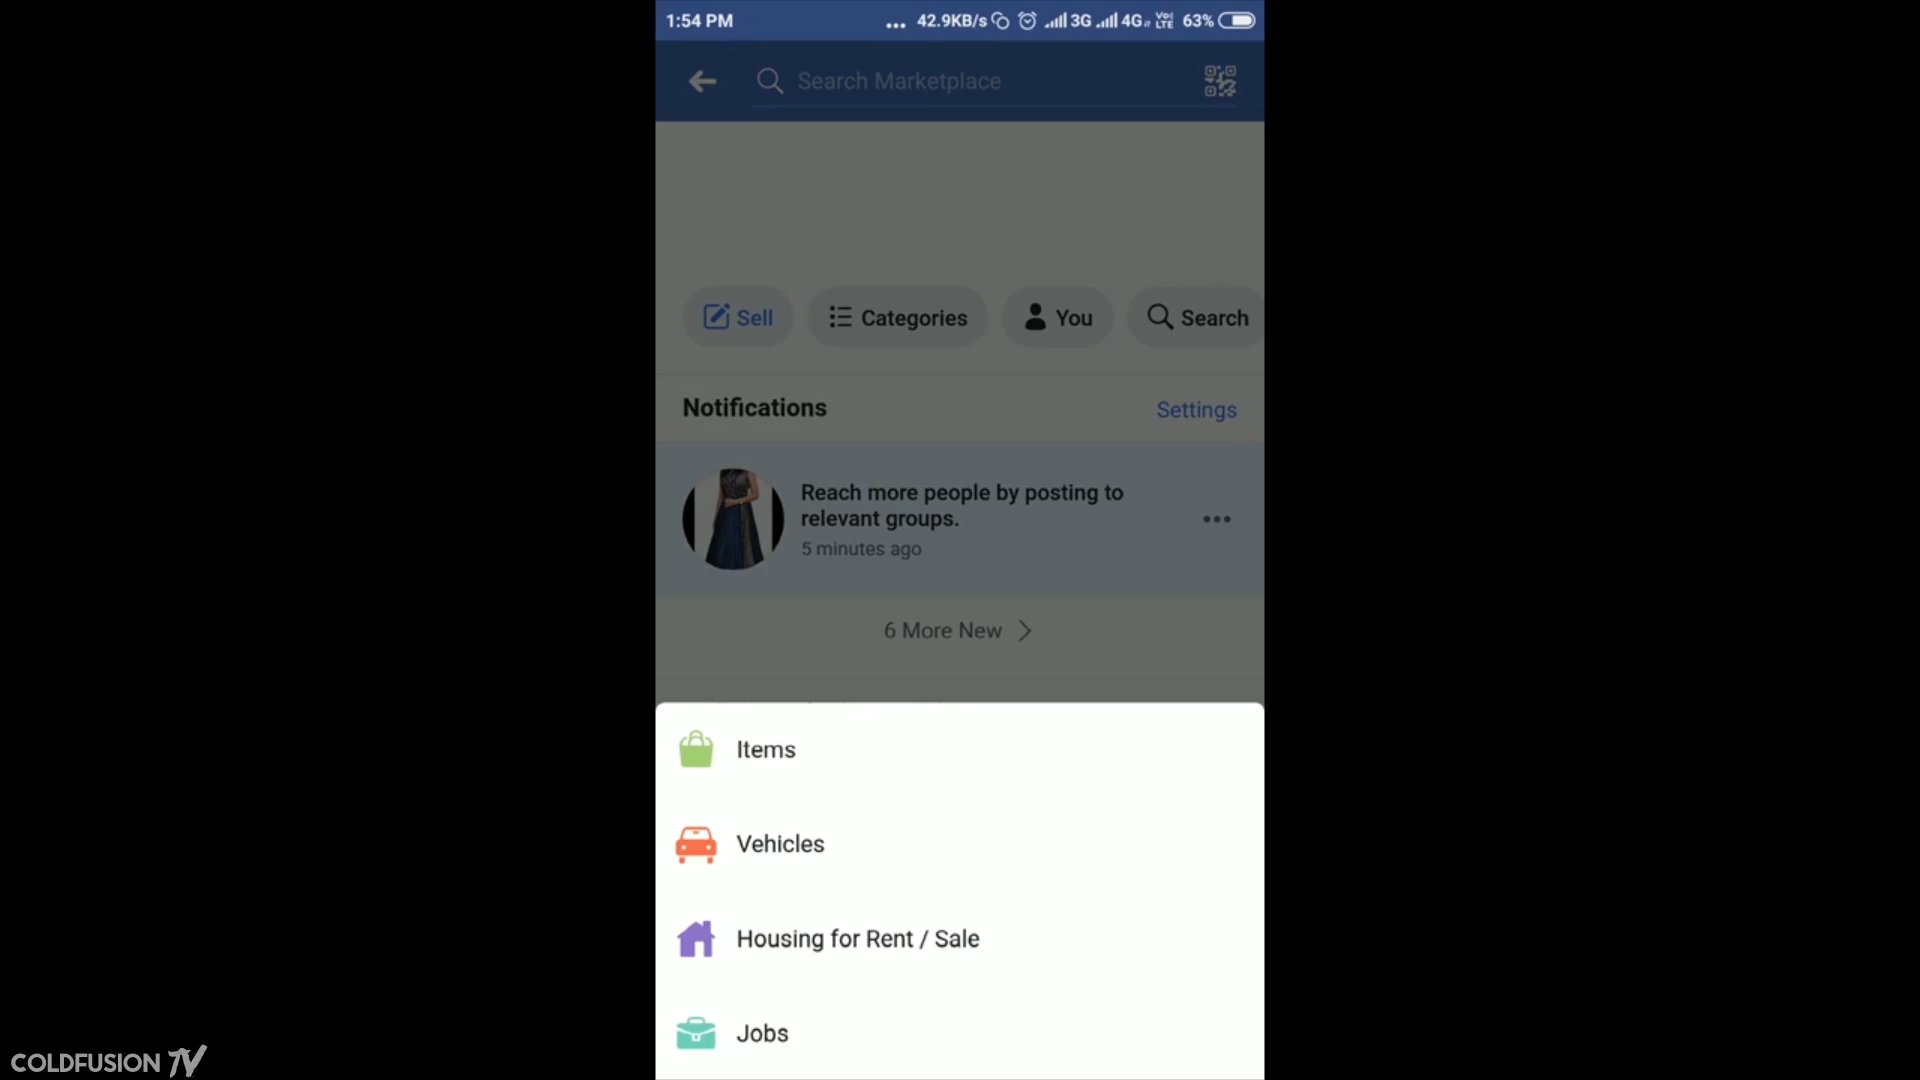 1:54 PM ... 42.9KB/s 3G 4G VoLTE 63%
Search Marketplace
Sell Categories You Search
Notifications Settings
Reach more people by posting to
relevant groups.
5 minutes ago
6 More New
Items
Vehicles
Housing for Rent / Sale
Jobs
COLDFUSION TV